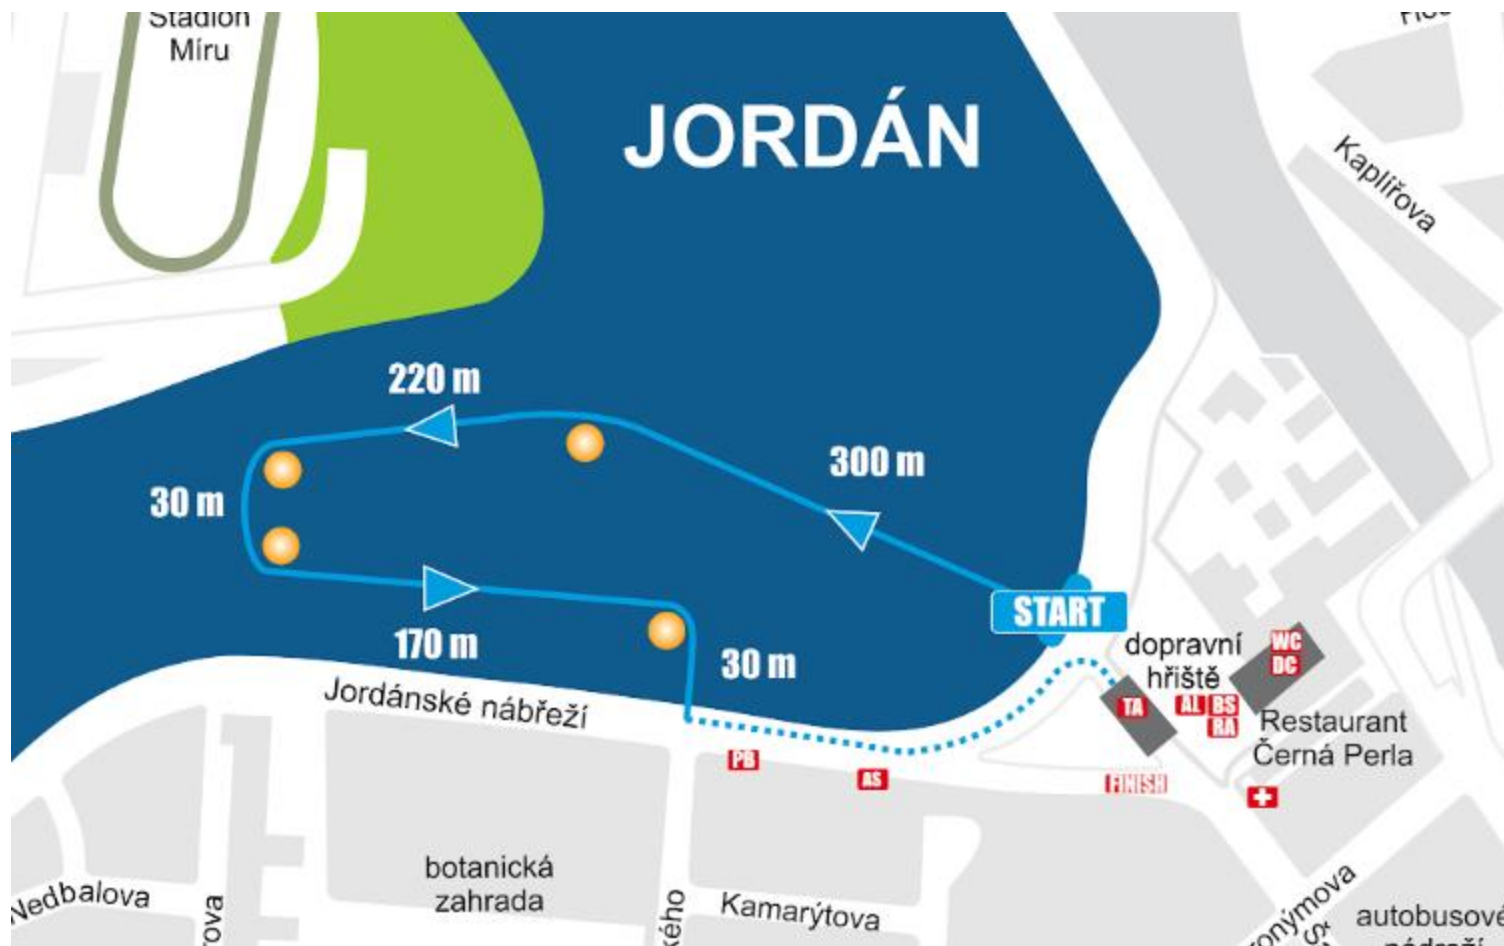 Stadion
Míru
JORDÁN
Kaplířova
220 m
300 m
30 m
START
170 m
30 m
dopravní
hřiště
WC
DC
TA
AL
BS
RA
Jordánské nábřeží
Restaurant
Černá Perla
PB
AS
FINISH
botanická
zahrada
Nedbalova
Kamarýtova
autobusové